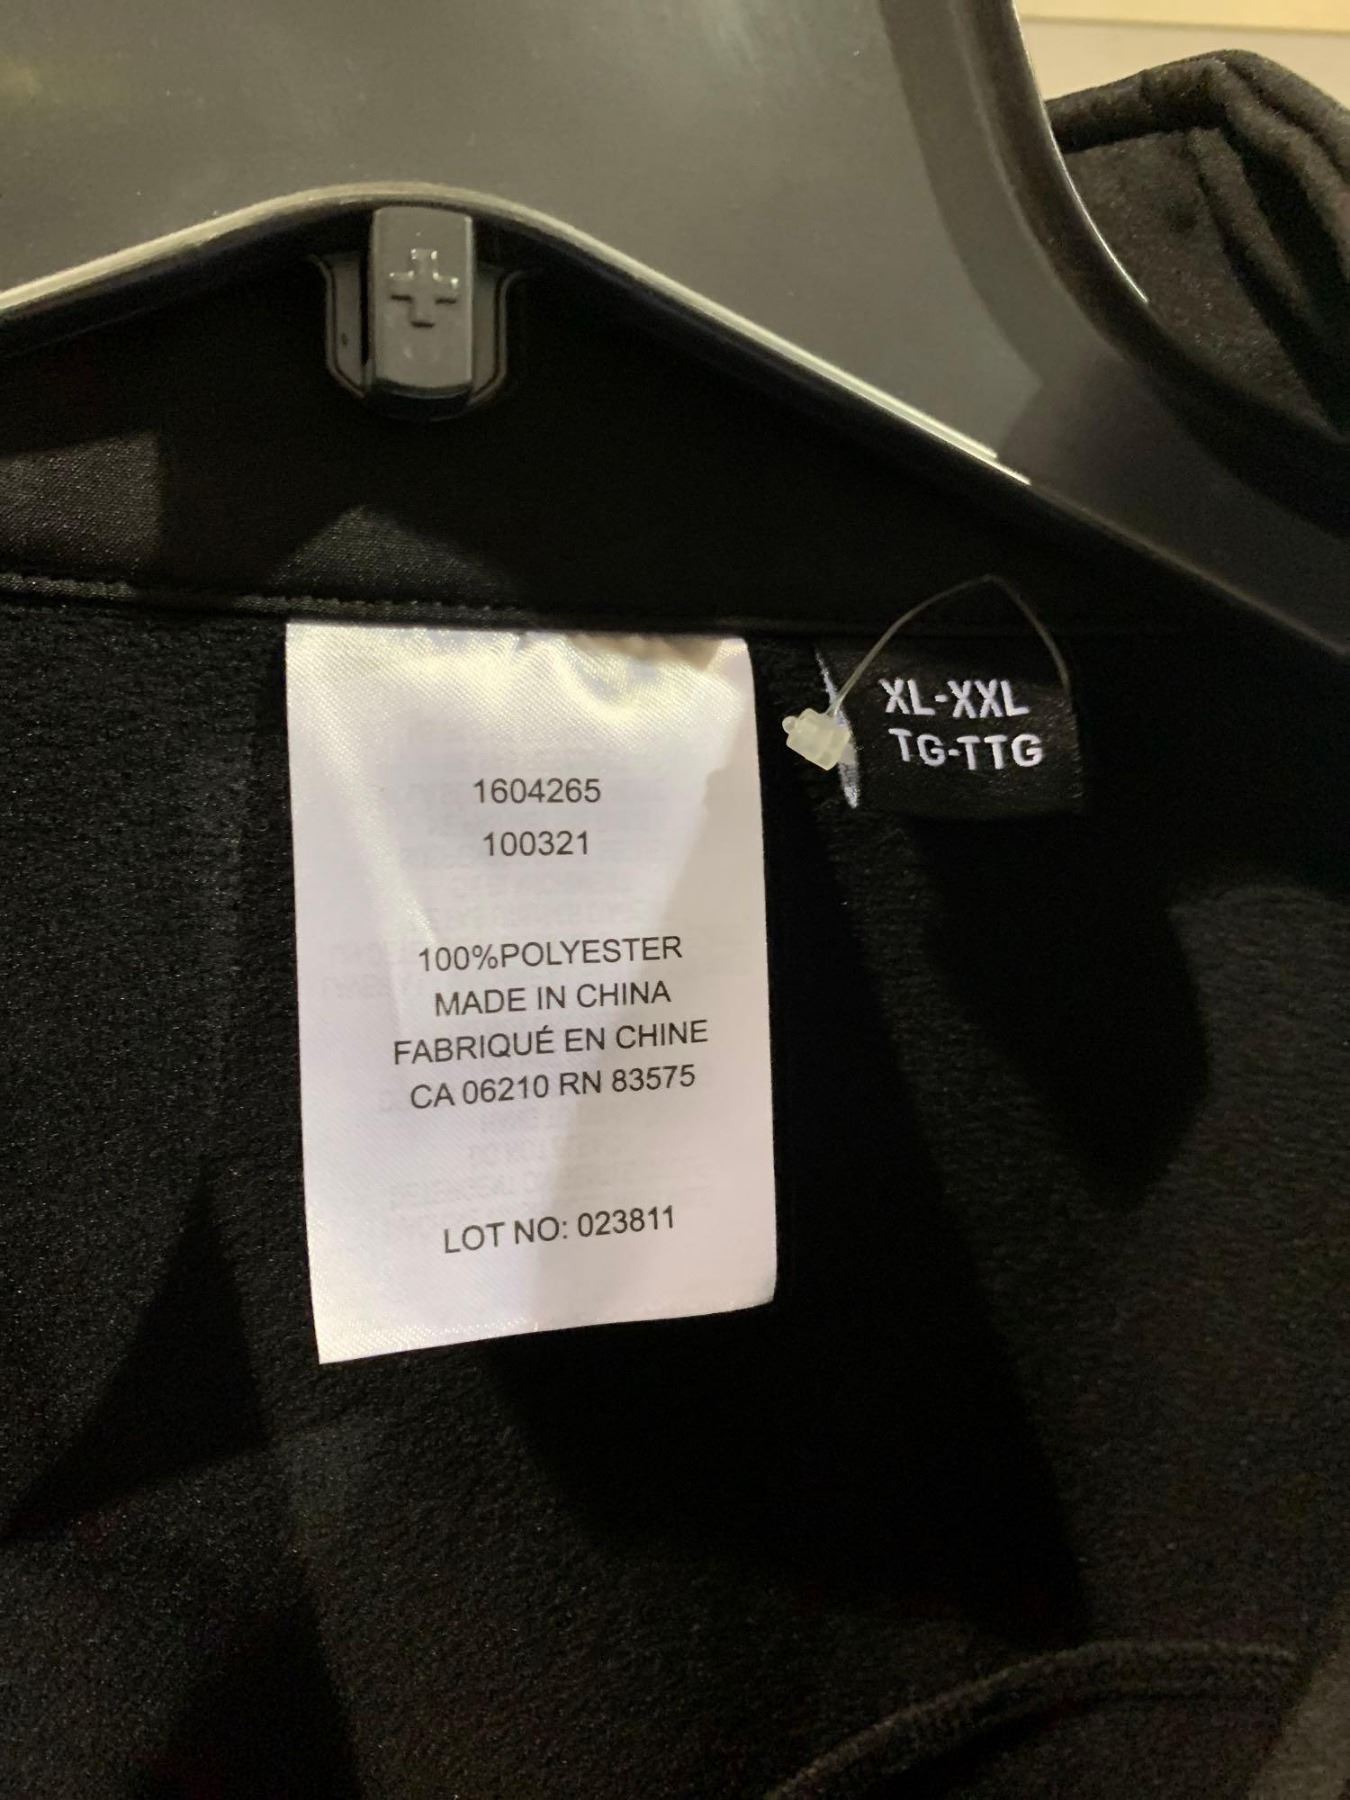 XL-XXL
TG-TTG
1604265
100321
100%POLYESTER
MADE IN CHINA
FABRIQUÉ EN CHINE
CA 06210 RN 83575
LOT NO: 023811